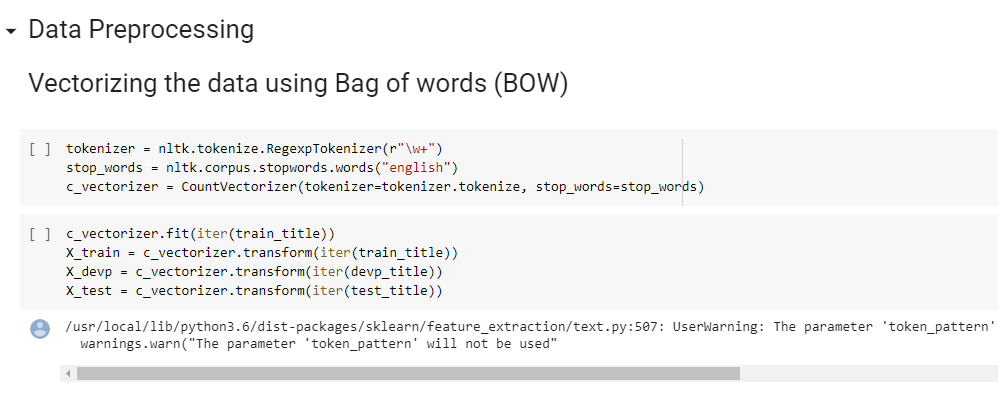 Data Preprocessing
Vectorizing the data using Bag of words (BOW)
[ ] tokenizer = nltk.tokenize.RegexpTokenizer(r"\w+")
stop_words = nltk.corpus.stopwords.words("english")
c_vectorizer = CountVectorizer(tokenizer=tokenizer.tokenize, stop_words=stop_words)
[ ] c_vectorizer.fit(iter(train_title))
X_train = c_vectorizer.transform(iter(train_title))
X_devp = c_vectorizer.transform(iter(devp_title))
X_test = c_vectorizer.transform(iter(test_title))
/usr/local/lib/python3.6/dist-packages/sklearn/feature_extraction/text.py:507: UserWarning: The parameter 'token_pattern'
warnings.warn("The parameter 'token_pattern' will not be used"